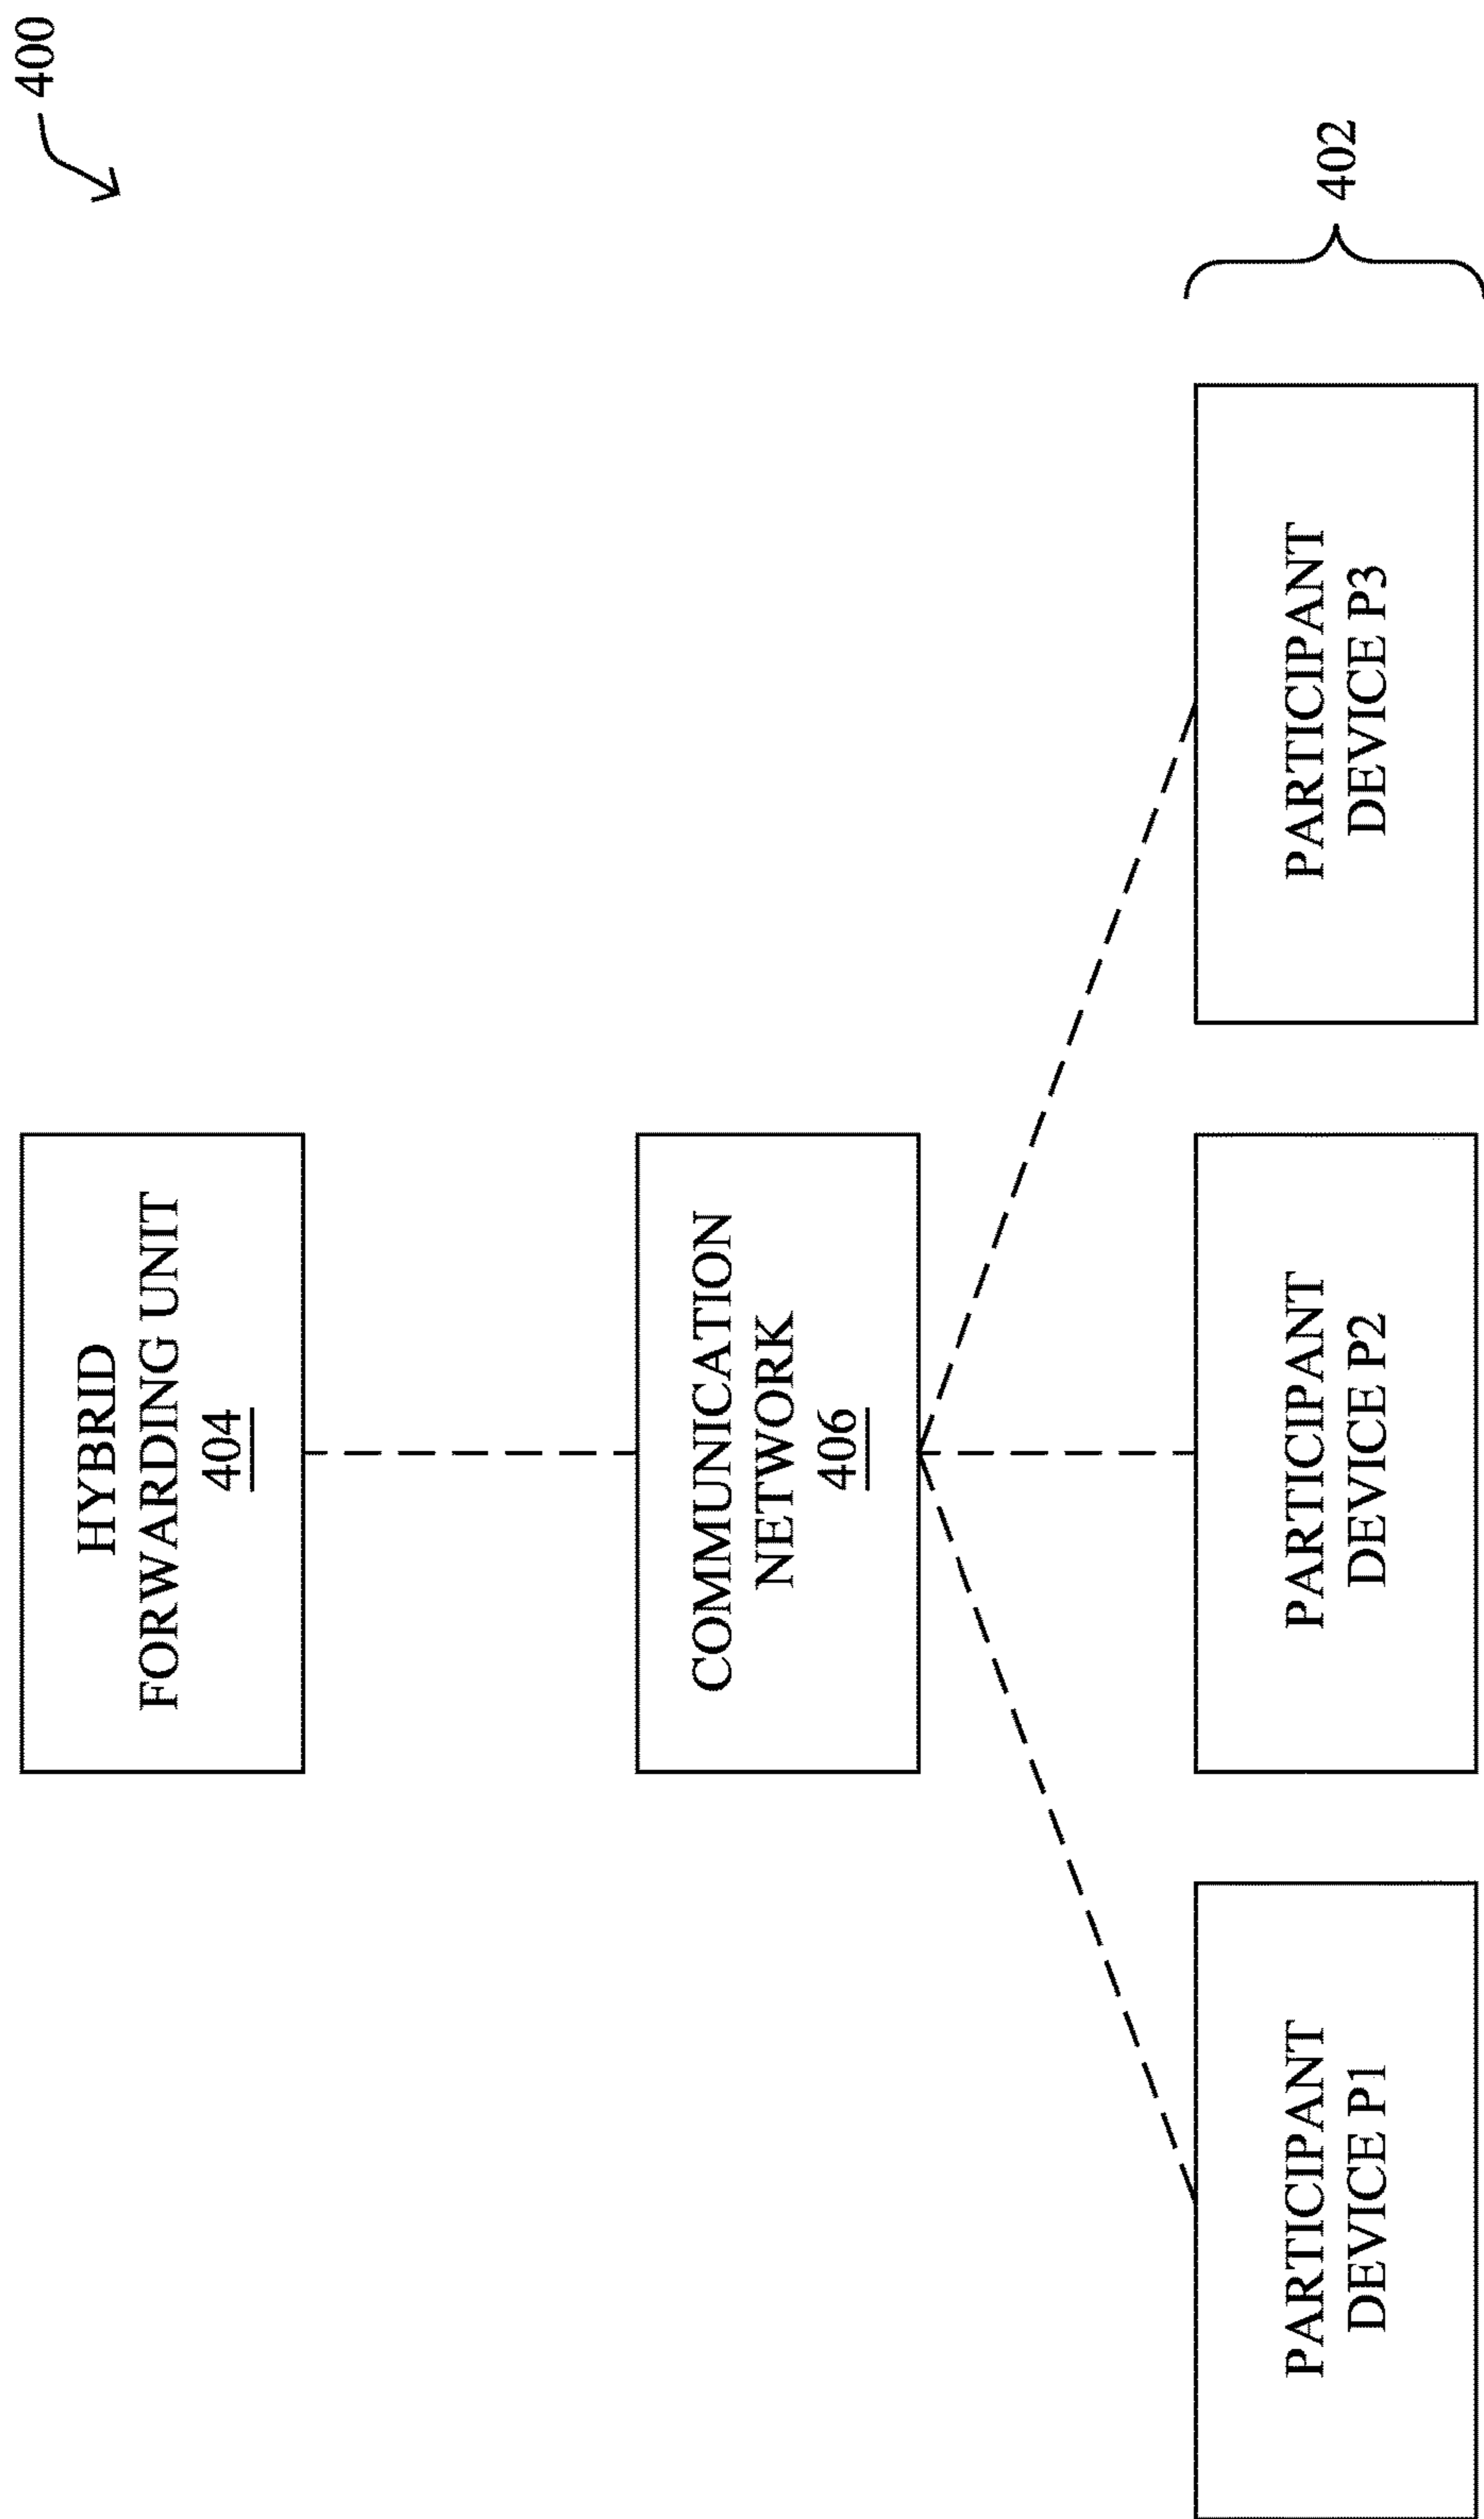 400
HYBRID
FORWARDING UNIT
404
COMMUNICATION
NETWORK
406
PARTICIPANT
DEVICE P1
PARTICIPANT
DEVICE P2
PARTICIPANT
DEVICE P3
402